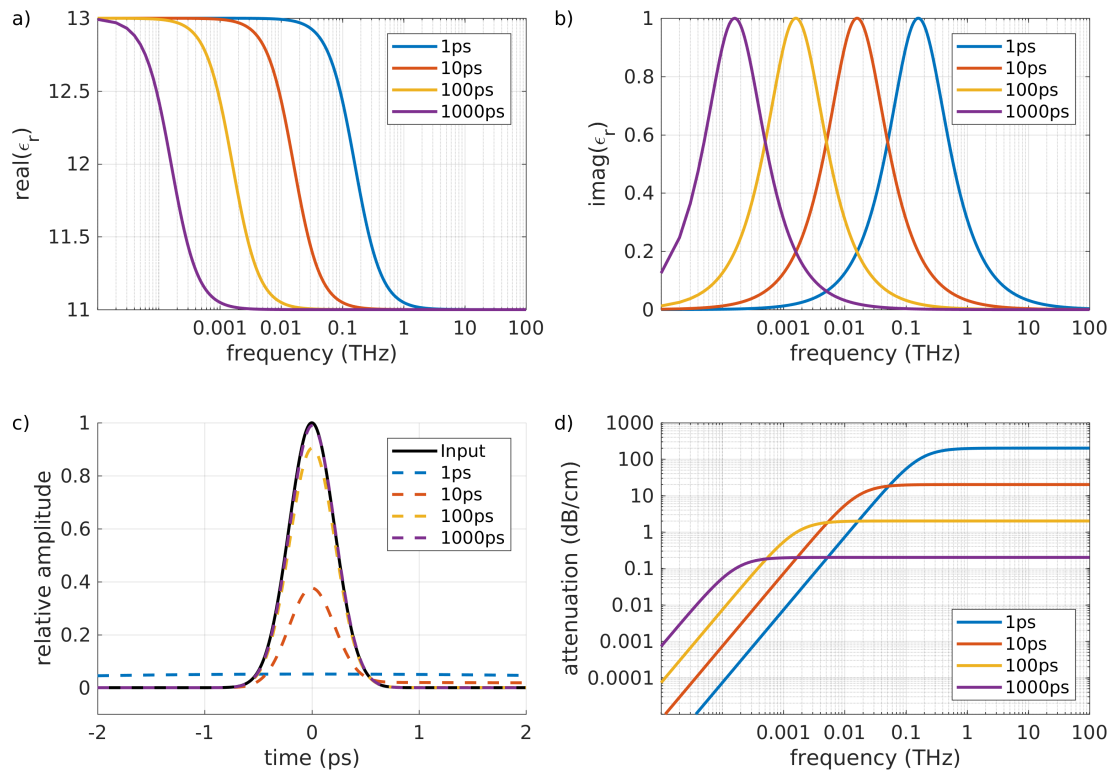 a)
13
12.5
12
11.5
11
real(ϵr)
0.001 0.01 0.1 1 10 100
frequency (THz)
1ps
10ps
100ps
1000ps
b)
1
0.8
0.6
0.4
0.2
0
imag(ϵr)
0.001 0.01 0.1 1 10 100
frequency (THz)
1ps
10ps
100ps
1000ps
c)
1
0.8
0.6
0.4
0.2
0
relative amplitude
-2 -1 0 1 2
time (ps)
Input
1ps
10ps
100ps
1000ps
d)
1000
100
10
1
0.1
0.01
0.001
0.0001
attenuation (dB/cm)
0.001 0.01 0.1 1 10 100
frequency (THz)
1ps
10ps
100ps
1000ps